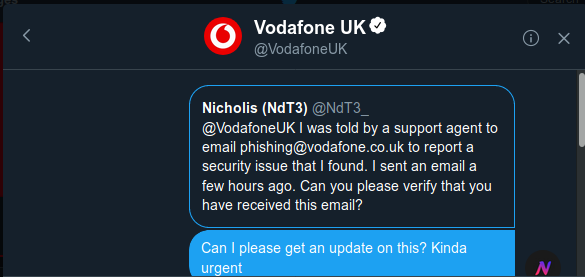 Vodafone UK
@VodafoneUK
Nicholis (NdT3) @NdT3_
@VodafoneUK I was told by a support agent to
email phishing@vodafone.co.uk to report a
security issue that I found. I sent an email a
few hours ago. Can you please verify that you
have received this email?
Can I please get an update on this? Kinda
urgent